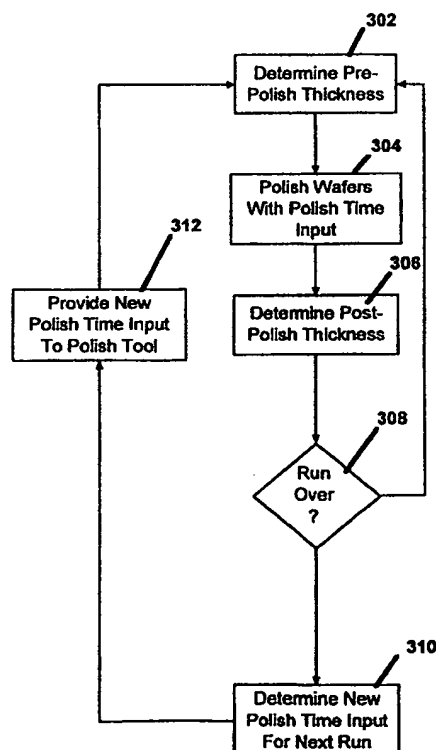 302
Determine Pre-
Polish Thickness
304
Polish Wafers
With Polish Time
Input
312
Provide New
Polish Time Input
To Polish Tool
306
Determine Post-
Polish Thickness
308
Run
Over
?
310
Determine New
Polish Time Input
For Next Run